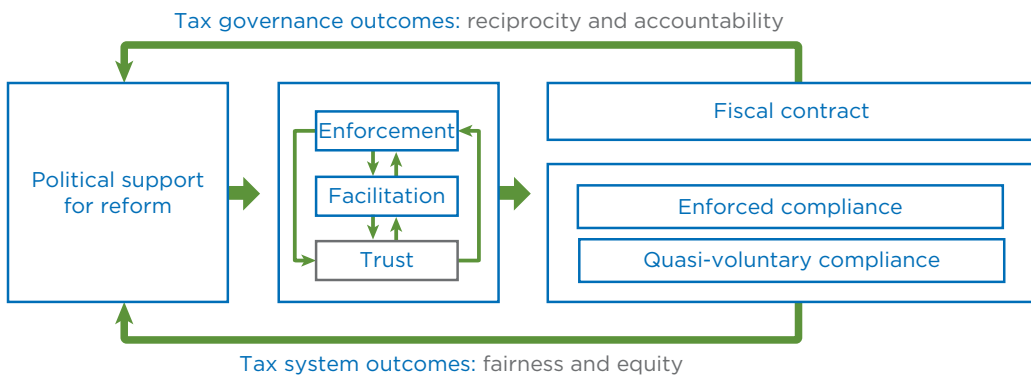 Tax governance outcomes: reciprocity and accountability
Political support
for reform
Enforcement
Facilitation
Trust
Fiscal contract
Enforced compliance
Quasi-voluntary compliance
Tax system outcomes: fairness and equity